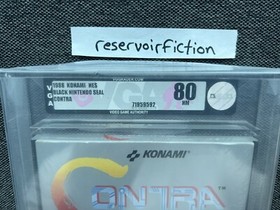 reservoirfiction
VGA
1988 KONAMI NES
BLACK NINTENDO SEAL
CONTRA
80
NM
VIDEO GAME AUTHORITY
KONAMI
CONTRA